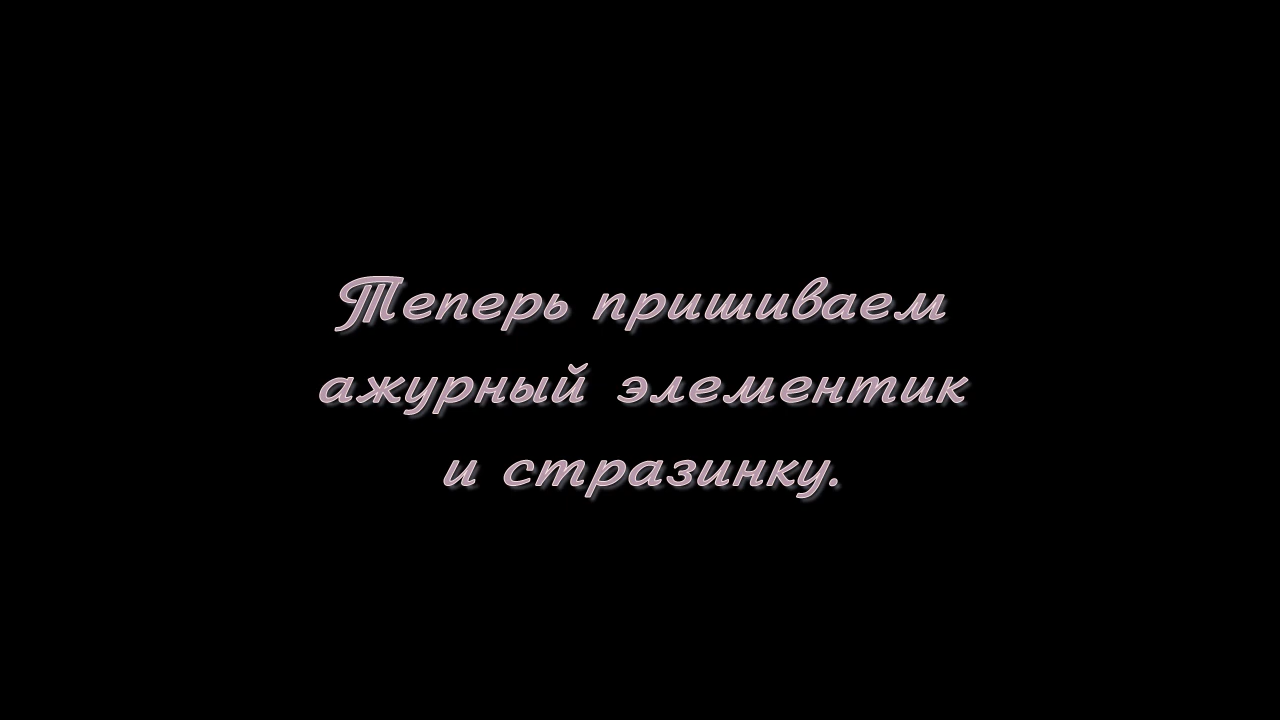 Теперь пришиваем
ажурный элементик
и стразинку.